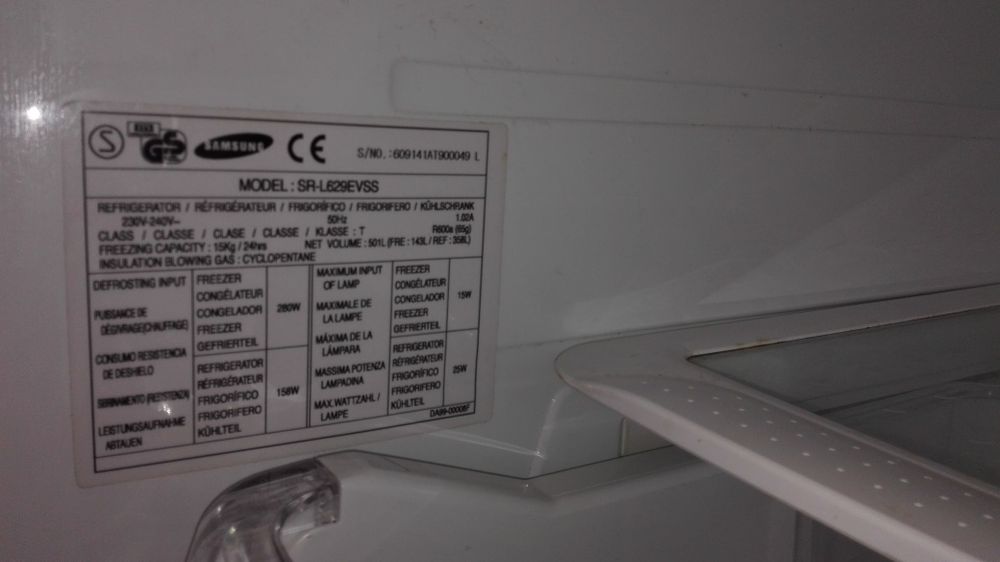 S GS SAMSUNG CE S/NO. :609141AT900049 L
MODEL : SR-L629EVSS
REFRIGERATOR / RÉFRIGÉRATEUR / FRIGORÍFICO / FRIGORIFERO / KÜHLSCHRANK
230V-240V~ 50Hz 1.02A
CLASS / CLASSE / CLASE / CLASSE / KLASSE : T R600a (65g)
FREEZING CAPACITY : 15Kg / 24hrs NET VOLUME : 501L (FRE : 143L / REF : 358L)
INSULATION BLOWING GAS : CYCLOPENTANE
DEFROSTING INPUT
PUISSANCE DE
DÉGIVRAGE(CHAUFFAGE)
CONSUMO RESISTENCIA
DE DESHIELO
SBRINAMENTO (RESISTENZA)
LEISTUNGSAUFNAHME
ABTAUEN
FREEZER
CONGÉLATEUR
CONGELADOR
FREEZER
GEFRIERTEIL
280W
REFRIGERATOR
RÉFRIGÉRATEUR
FRIGORÍFICO
FRIGORIFERO
KÜHLTEIL
158W
MAXIMUM INPUT
OF LAMP
MAXIMALE DE
LA LAMPE
MÁXIMA DE LA
LÁMPARA
MASSIMA POTENZA
LAMPADINA
MAX.WATTZAHL /
LAMPE
FREEZER
CONGÉLATEUR
CONGELADOR
FREEZER
GEFRIERTEIL
15W
REFRIGERATOR
RÉFRIGÉRATEUR
FRIGORÍFICO
FRIGORIFERO
KÜHLTEIL
25W
DA99-00006F